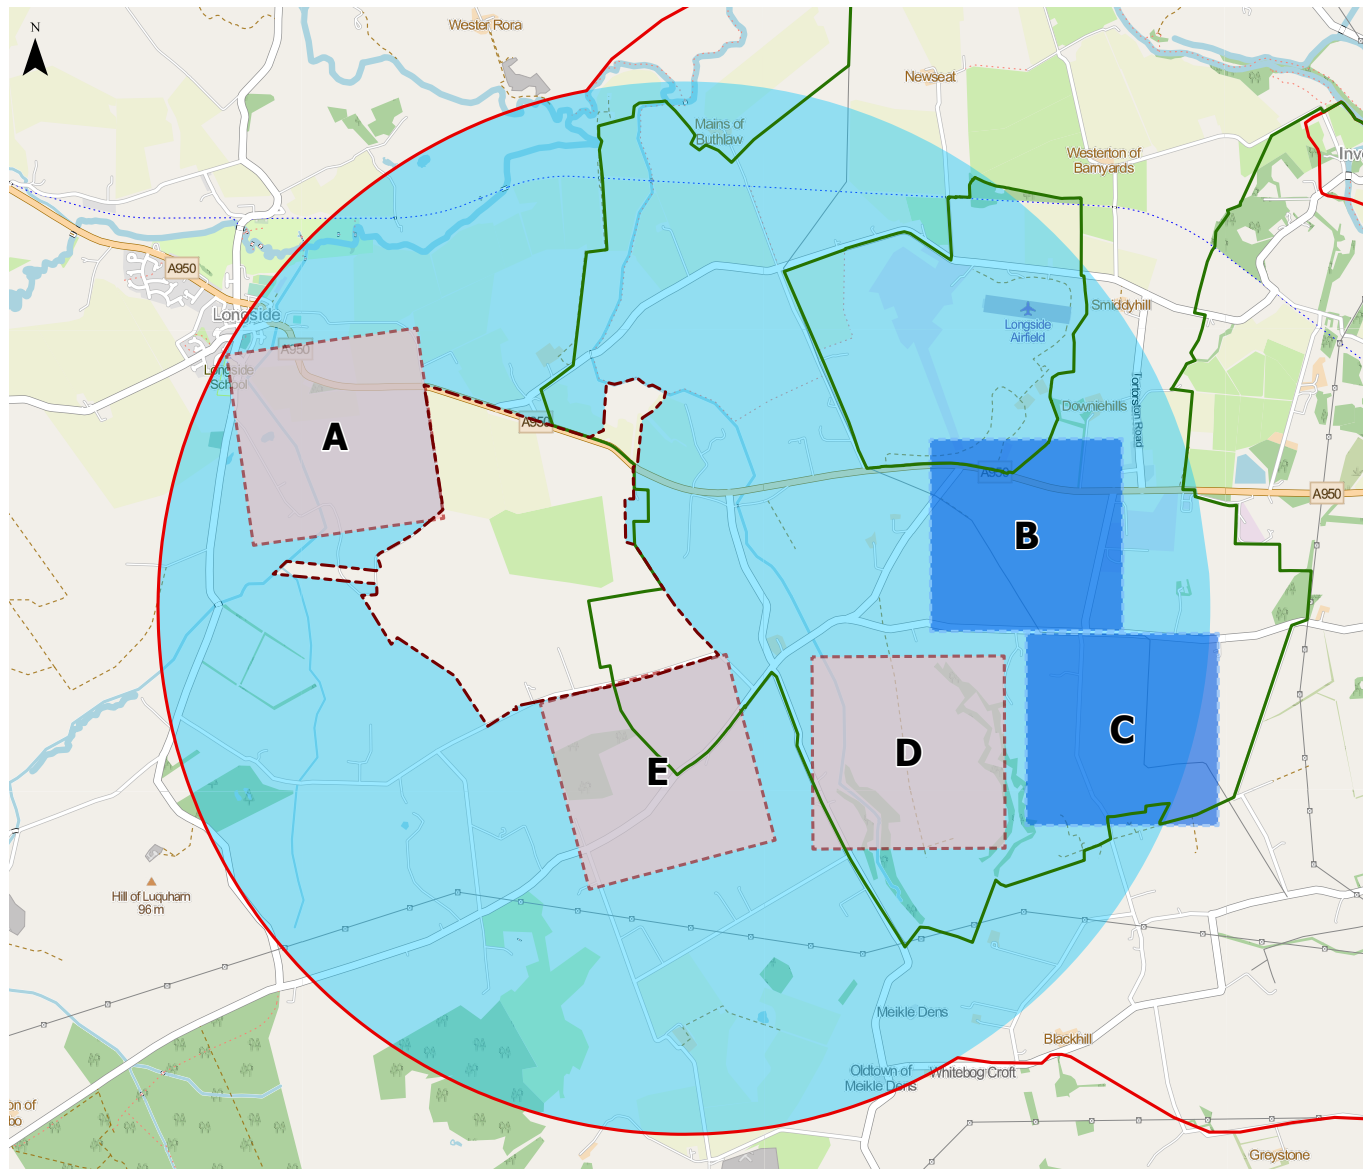 N
Wester Rora
Newseat
Mains of
Buthlaw
Westerton of
Barnyards
Inve
A950
Longside
Smiddyhill
Longside
Airfield
A950
Longside
School
Tortorston Road
Downiehills
A950
A
A950
A950
B
C
D
E
Hill of Luquharn
96 m
Meikle Dens
Blackhill
Oldtown of
Meikle Dens
Whitebog Croft
on of
bo
Greystone